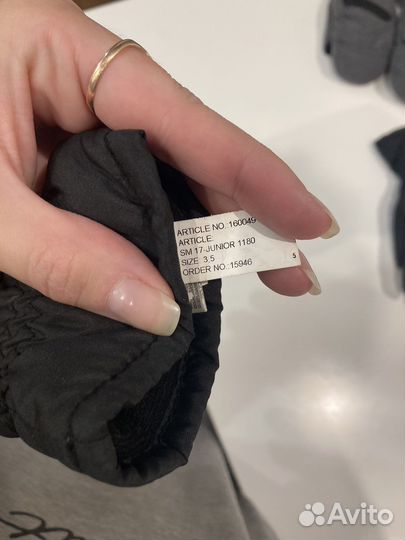 ARTICLE NO.:160049
ARTICLE:
SM 17-JUNIOR 1180
SIZE 3,5
ORDER NO.:15946
5
Avito